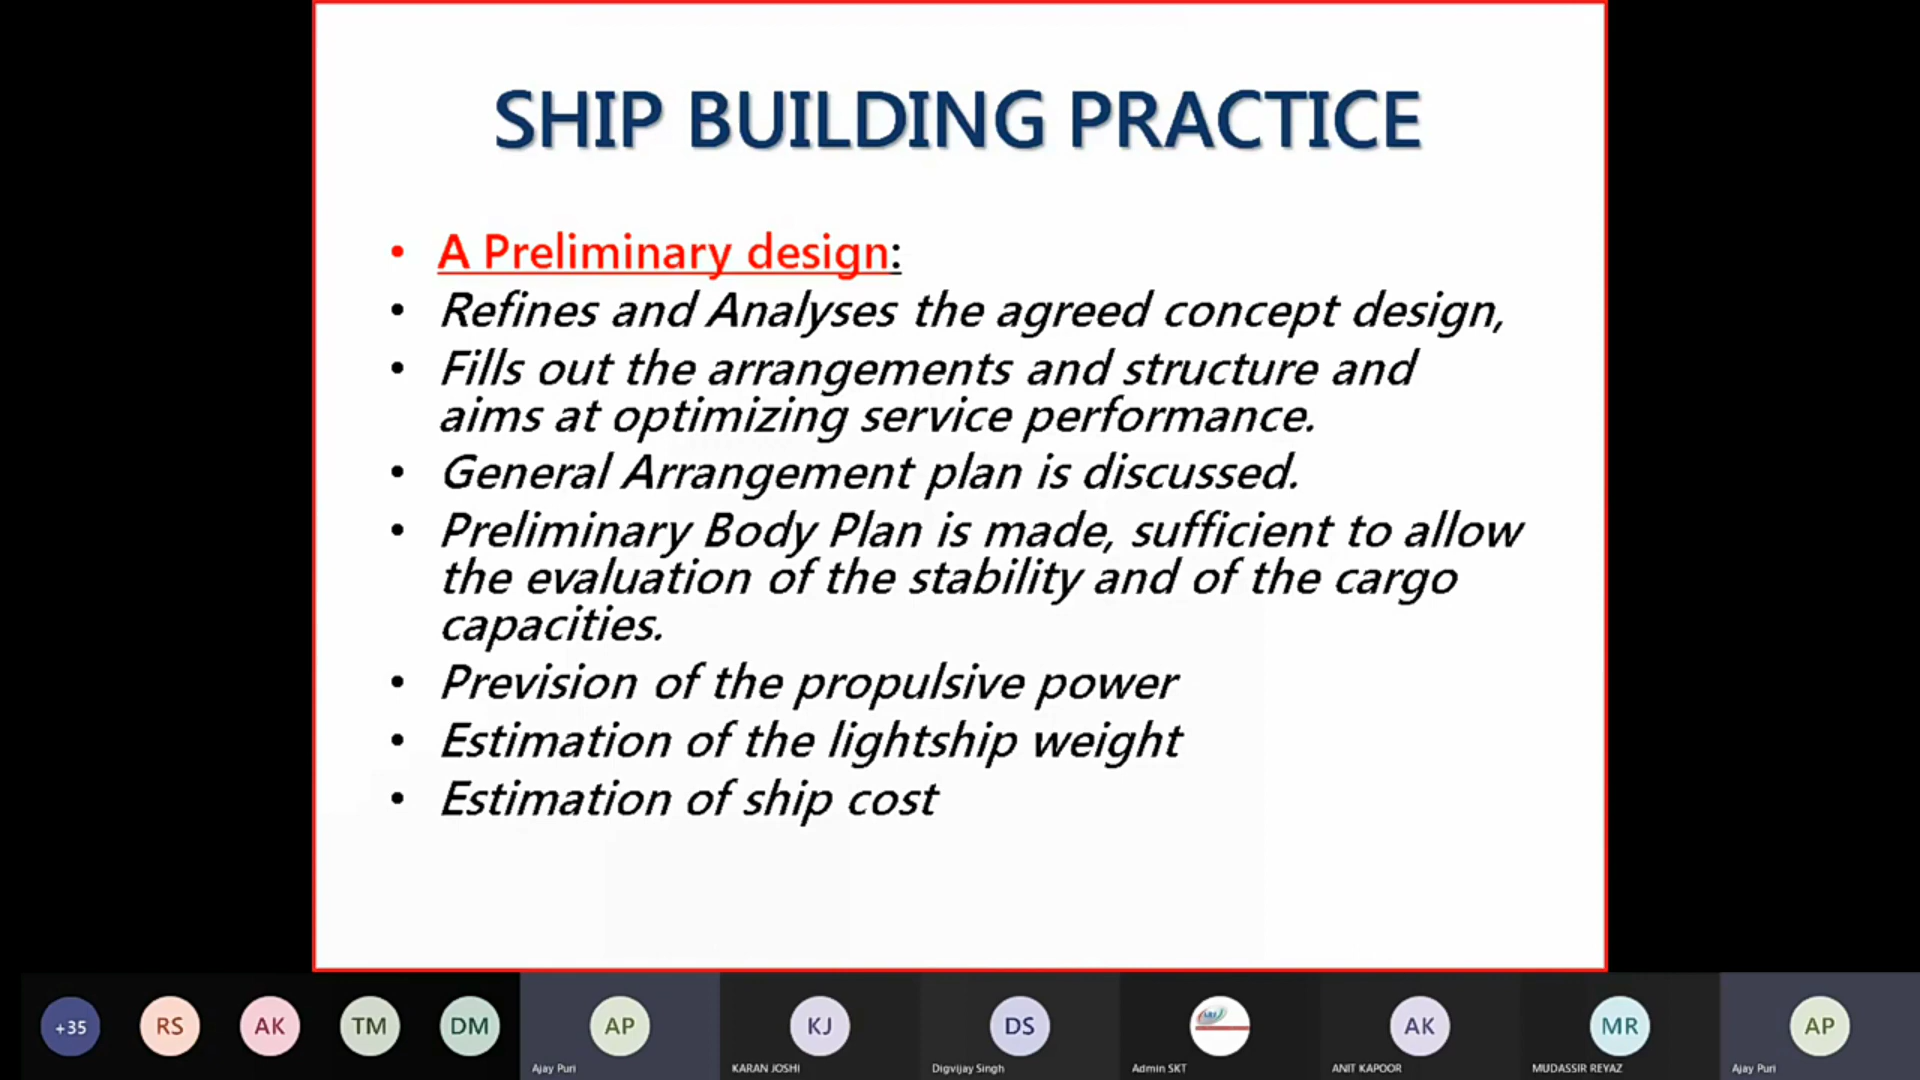 SHIP BUILDING PRACTICE
• A Preliminary design:
• Refines and Analyses the agreed concept design,
• Fills out the arrangements and structure and
aims at optimizing service performance.
• General Arrangement plan is discussed.
• Preliminary Body Plan is made, sufficient to allow
the evaluation of the stability and of the cargo
capacities.
• Prevision of the propulsive power
• Estimation of the lightship weight
• Estimation of ship cost
+35 RS AK TM DM AP KJ DS AK MR AP
Ajay Puri KARAN JOSHI Digvijay Singh Admin SKT ANIT KAPOOR MUDASSIR REYAZ Ajay Puri